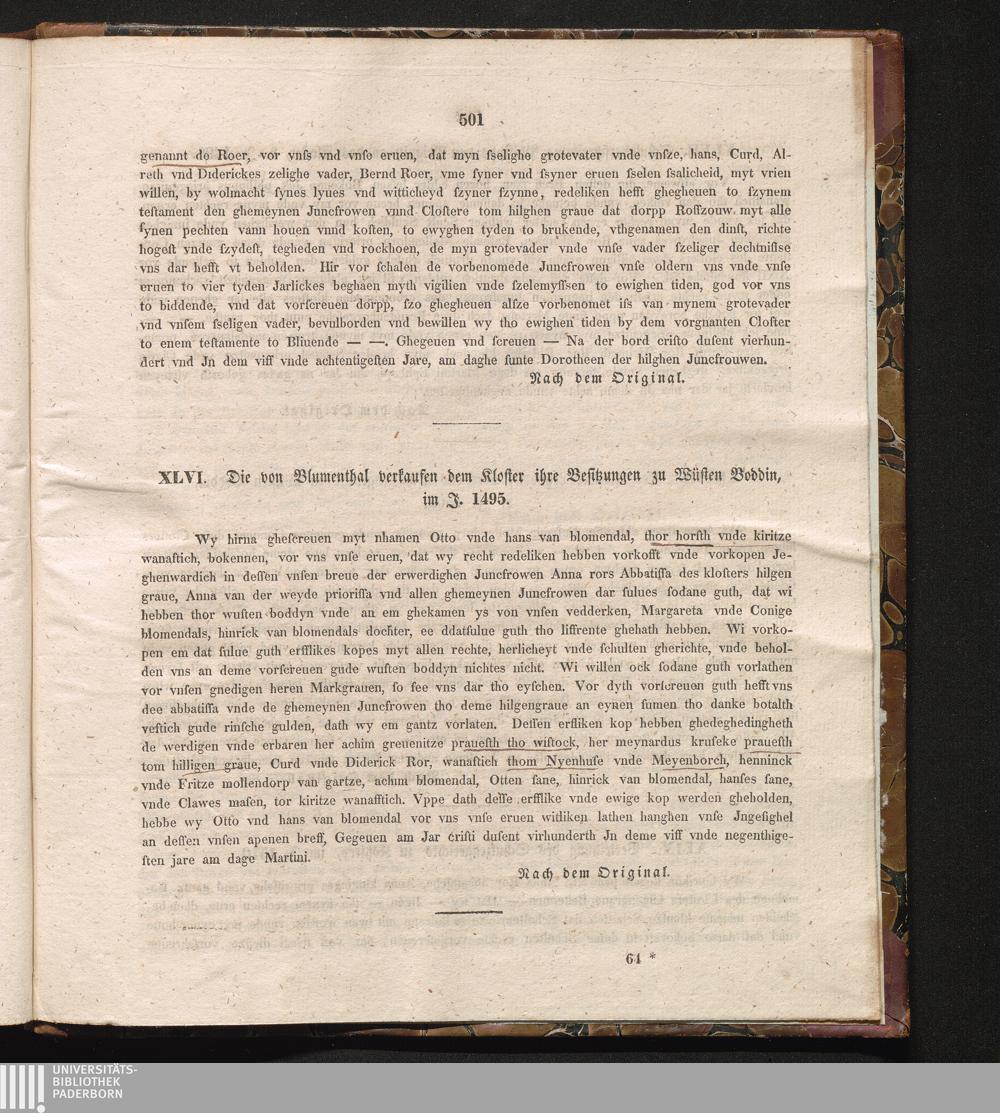 501
genannt de Roer, vor vnſs vnd vnſe eruen, dat myn ſselighe grotevater vnde vnſze, hans, Curd, Al-
reth vnd Diderickes zelighe vader, Bernd Roer, vme ſyner vnd ſsyner eruen ſselen ſsalicheid, myt vrien
willen, by wolmacht ſynes lyues vnd witticheyd ſzyner ſzynne, redeliken hefft ghegheuen to ſzynem
teſtament den ghemeynen Juncfrowen vnnd Cloſtere tom hilghen graue dat dorpp Roſſzouw. myt alle
ſynen pechten vann houen vnnd koſten, to ewyghen tyden to brukende, vthgenamen den dinſt, richte
hogeſt vnde ſzydeſt, tegheden vnd rockhoen, de myn grotevader vnde vnſe vader ſzeliger dechtniſse
vns dar hefft vt beholden. Hir vor ſchalen de vorbenomede Juncfrowen vnſe oldern vns vnde vnſe
eruen to vier tyden Jarlickes beghaen myth vigilien vnde ſzelemyſſsen to ewighen tiden, god vor vns
to biddende, vnd dat vorſcreuen dorpp, ſzo ghegheuen alſze vorbenomet iſs van mynem grotevader
vnd vnſem ſseligen vader, bevulborden vnd bewillen wy tho ewighen tiden by dem vorgnanten Cloſter
to enem teſtamente to Bliuende — —. Ghegeuen vnd ſcreuen — Na der bord criſto duſent vierhun-
dert vnd Jn dem viff vnde achtentigeſten Jare, am daghe ſunte Dorotheen der hilghen Juncfrouwen.
Nach dem Original.
XLVI. Die von Blumenthal verkaufen dem Kloſter ihre Beſitzungen zu Wüſten Boddin,
im J. 1495.
Wy hirna gheſcreuen myt nhamen Otto vnde hans van blomendal, thor horſth vnde kiritze
wanaſtich, bokennen, vor vns vnſe eruen, dat wy recht redeliken hebben vorkofft vnde vorkopen Je-
ghenwardich in deſſen vnſen breue der erwerdighen Juncfrowen Anna rors Abbatiſſa des kloſters hilgen
graue, Anna van der weyde prioriſſa vnd allen ghemeynen Juncfrowen dar ſulues ſodane guth, dat wi
hebben thor wuſten boddyn vnde an em ghekamen ys von vnſen vedderken, Margareta vnde Conige
blomendals, hinrick van blomendals dochter, ee ddatſulue guth tho liffrente ghehath hebben. Wi vorko-
pen em dat ſulue guth erfflikes kopes myt allen rechte, herlicheyt vnde ſchulten gherichte, vnde behol-
den vns an deme vorſcreuen gude wuſten boddyn nichtes nicht. Wi willen ock ſodane guth vorlathen
vor vnſen gnedigen heren Markgrauen, ſo fee vns dar tho eyſchen. Vor dyth vorſcreuen guth hefft vns
dee abbatiſſa vnde de ghemeynen Juncfrowen tho deme hilgengraue an eynen ſumen tho danke botalth
veſtich gude rinſche gulden, dath wy em gantz vorlaten. Deſſen erfliken kop hebben ghedeghedingheth
de werdigen vnde erbaren her achim greuenitze praueſth tho wiſtock, her meynardus kruſeke praueſth
tom hilligen graue, Curd vnde Diderick Ror, wanaſtich thom Nyenhuſe vnde Meyenborch, henninck
vnde Fritze mollendorp van gartze, achim blomendal, Otten ſane, hinrick van blomendal, hanſes ſane,
vnde Clawes maſen, tor kiritze wanafſtich. Vppe dath deſſe erfflike vnde ewige kop werden gheholden,
hebbe wy Otto vnd hans van blomendal vor vns vnſe eruen witliken lathen hanghen vnſe Jngeſighel
an deſſen vnſen apenen breff, Gegeuen am Jar criſti duſent virhunderth Jn deme viff vnde negenthige-
ſten jare am dage Martini.
Nach dem Original.
64 *
UNIVERSITÄTS-
BIBLIOTHEK
PADERBORN